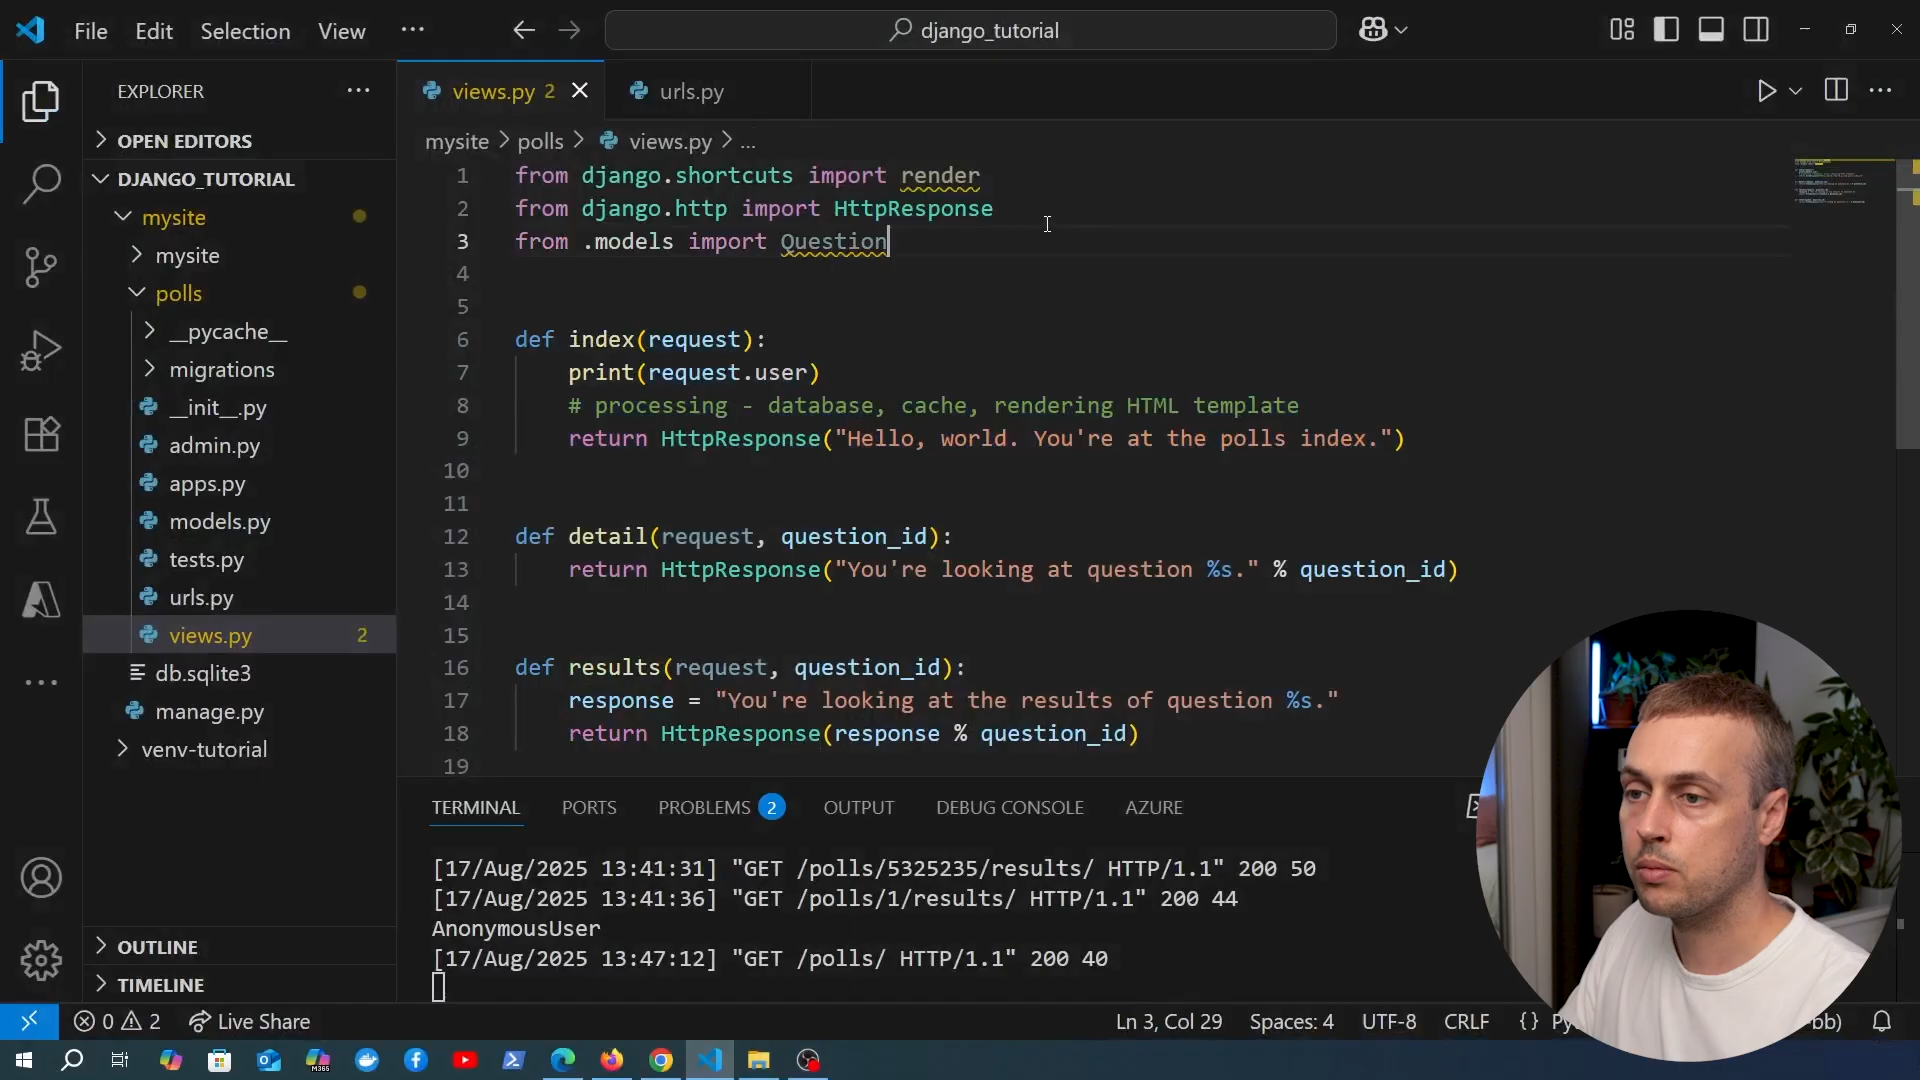 File Edit Selection View ···
django_tutorial
EXPLORER
OPEN EDITORS
DJANGO_TUTORIAL
mysite
mysite
polls
__pycache__
migrations
__init__.py
admin.py
apps.py
models.py
tests.py
urls.py
views.py 2
db.sqlite3
manage.py
venv-tutorial
OUTLINE
TIMELINE
views.py 2
urls.py
mysite > polls > views.py > ...
1 from django.shortcuts import render
2 from django.http import HttpResponse
3 from .models import Question
4
5
6 def index(request):
7 print(request.user)
8 # processing - database, cache, rendering HTML template
9 return HttpResponse("Hello, world. You're at the polls index.")
10
11
12 def detail(request, question_id):
13 return HttpResponse("You're looking at question %s." % question_id)
14
15
16 def results(request, question_id):
17 response = "You're looking at the results of question %s."
18 return HttpResponse(response % question_id)
19
TERMINAL PORTS PROBLEMS 2 OUTPUT DEBUG CONSOLE AZURE
[17/Aug/2025 13:41:31] "GET /polls/5325235/results/ HTTP/1.1" 200 50
[17/Aug/2025 13:41:36] "GET /polls/1/results/ HTTP/1.1" 200 44
AnonymousUser
[17/Aug/2025 13:47:12] "GET /polls/ HTTP/1.1" 200 40
0 2 Live Share Ln 3, Col 29 Spaces: 4 UTF-8 CRLF {}
M365